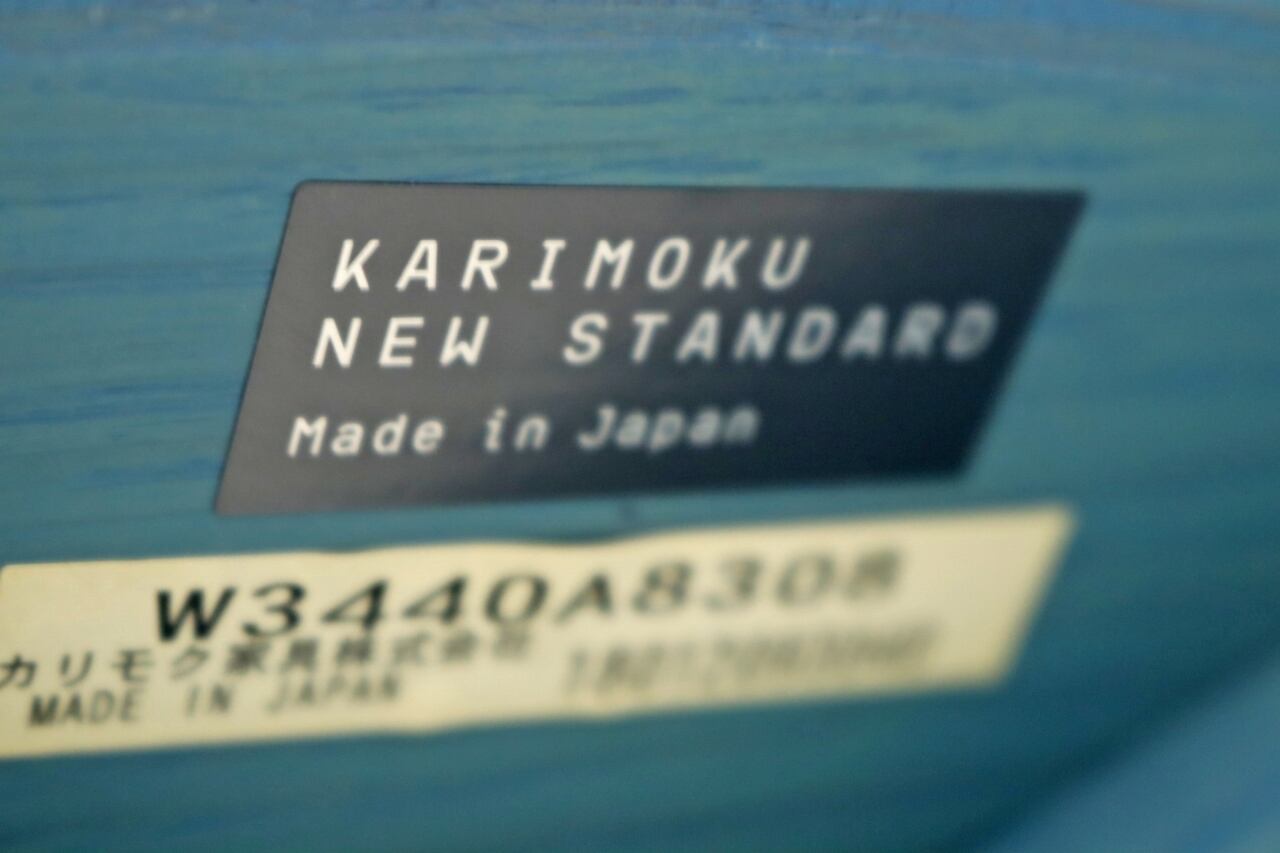 KARIMOKU
NEW STANDARD
Made in Japan
W3440A8308
カリモク家具株式会社
MADE IN JAPAN